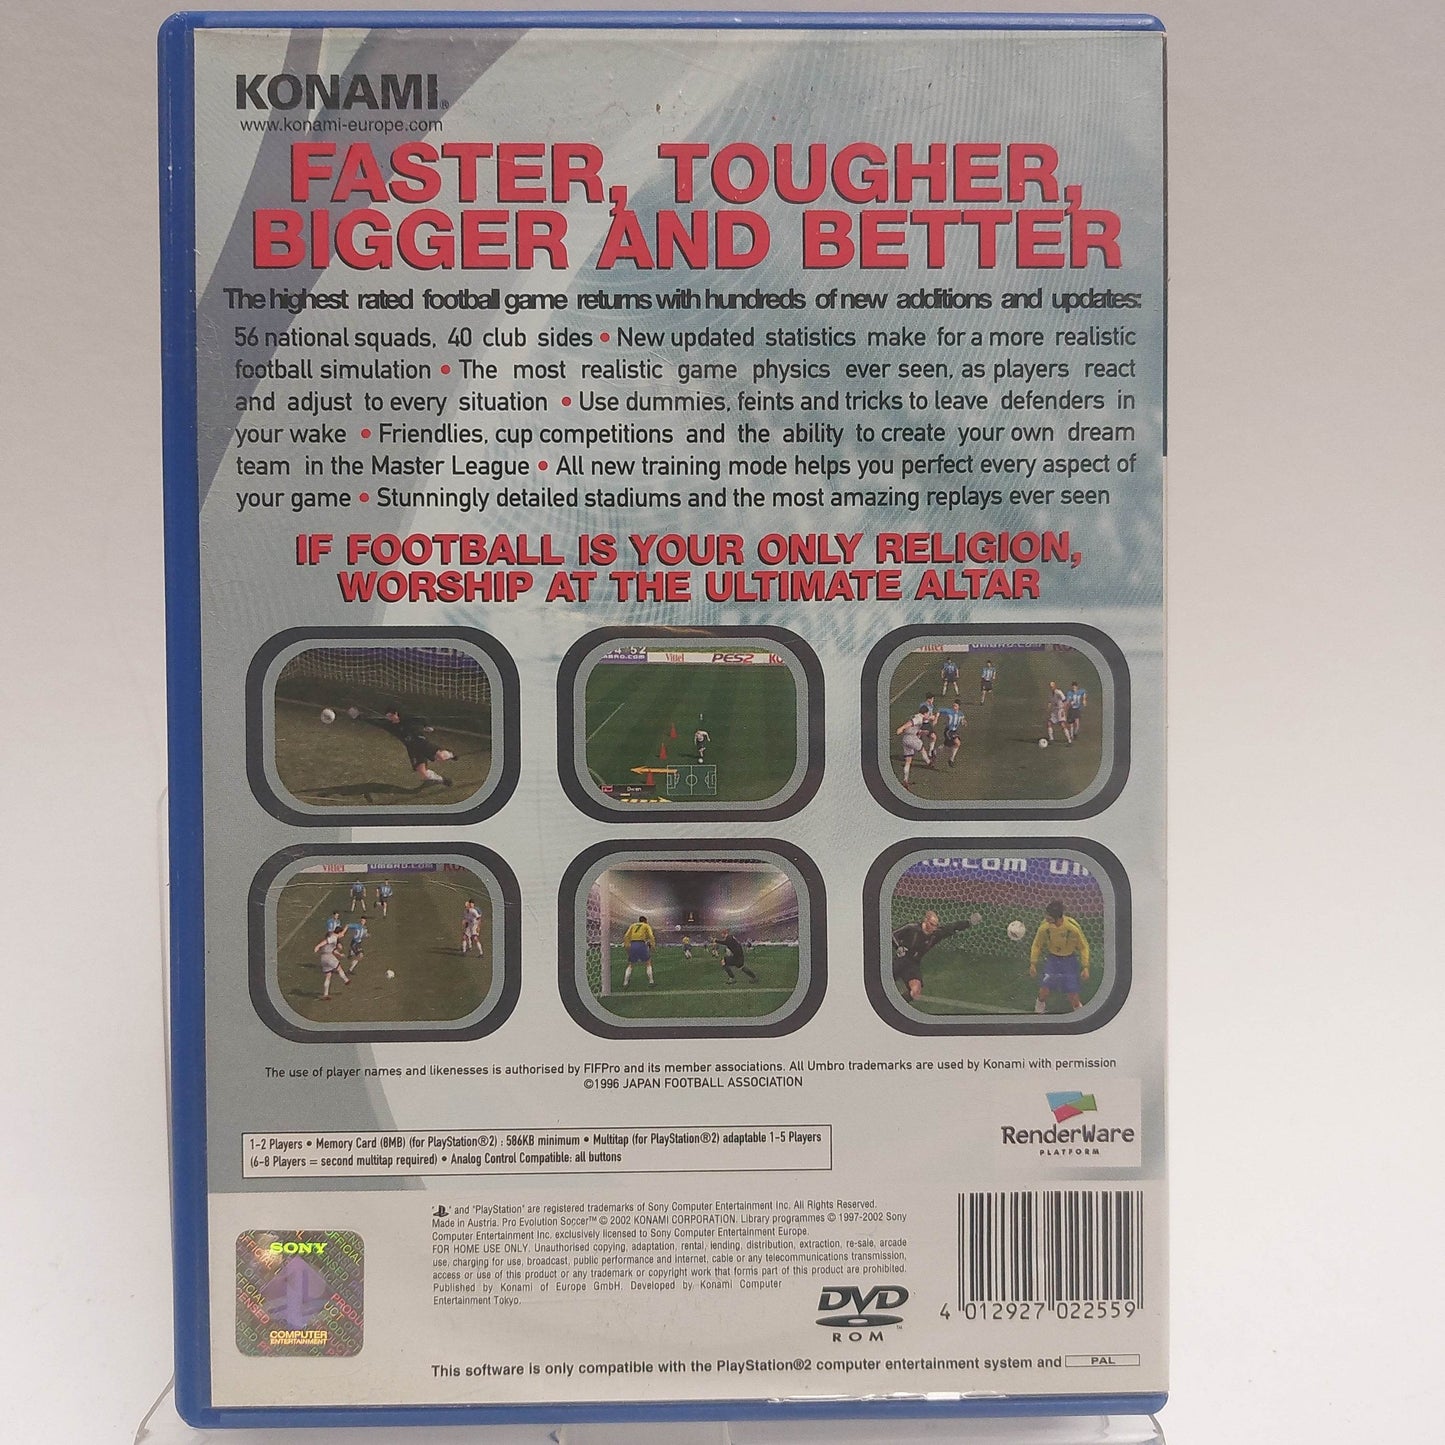 KONAMI®
www.konami-europe.com
FASTER, TOUGHER,
BIGGER AND BETTER
The highest rated football game returns with hundreds of new additions and updates:
56 national squads, 40 club sides • New updated statistics make for a more realistic
football simulation • The most realistic game physics ever seen, as players react
and adjust to every situation • Use dummies, feints and tricks to leave defenders in
your wake • Friendlies, cup competitions and the ability to create your own dream
team in the Master League • All new training mode helps you perfect every aspect of
your game • Stunningly detailed stadiums and the most amazing replays ever seen
IF FOOTBALL IS YOUR ONLY RELIGION,
WORSHIP AT THE ULTIMATE ALTAR
Vittel PES2
Owen
The use of player names and likenesses is authorised by FIFPro and its member associations. All Umbro trademarks are used by Konami with permission
©1996 JAPAN FOOTBALL ASSOCIATION
RenderWare
PLATFORM
1-2 Players • Memory Card (8MB) (for PlayStation®2) : 586KB minimum • Multitap (for PlayStation®2) adaptable 1-5 Players
(6-8 Players = second multitap required) • Analog Control Compatible: all buttons
" " and "PlayStation" are registered trademarks of Sony Computer Entertainment Inc. All Rights Reserved.
Made in Austria. Pro Evolution Soccer™ © 2002 KONAMI CORPORATION. Library programmes © 1997-2002 Sony
Computer Entertainment Inc. exclusively licensed to Sony Computer Entertainment Europe.
FOR HOME USE ONLY. Unauthorised copying, adaptation, rental, lending, distribution, extraction, re-sale, arcade
use, charging for use, broadcast, public performance and internet, cable or any telecommunications transmission,
access or use of this product or any trademark or copyright work that forms part of this product are prohibited.
Published by Konami of Europe GmbH. Developed by Konami Computer
Entertainment Tokyo.
SONY
COMPUTER
ENTERTAINMENT
DVD™
ROM
4 012927 022559
This software is only compatible with the PlayStation®2 computer entertainment system and PAL